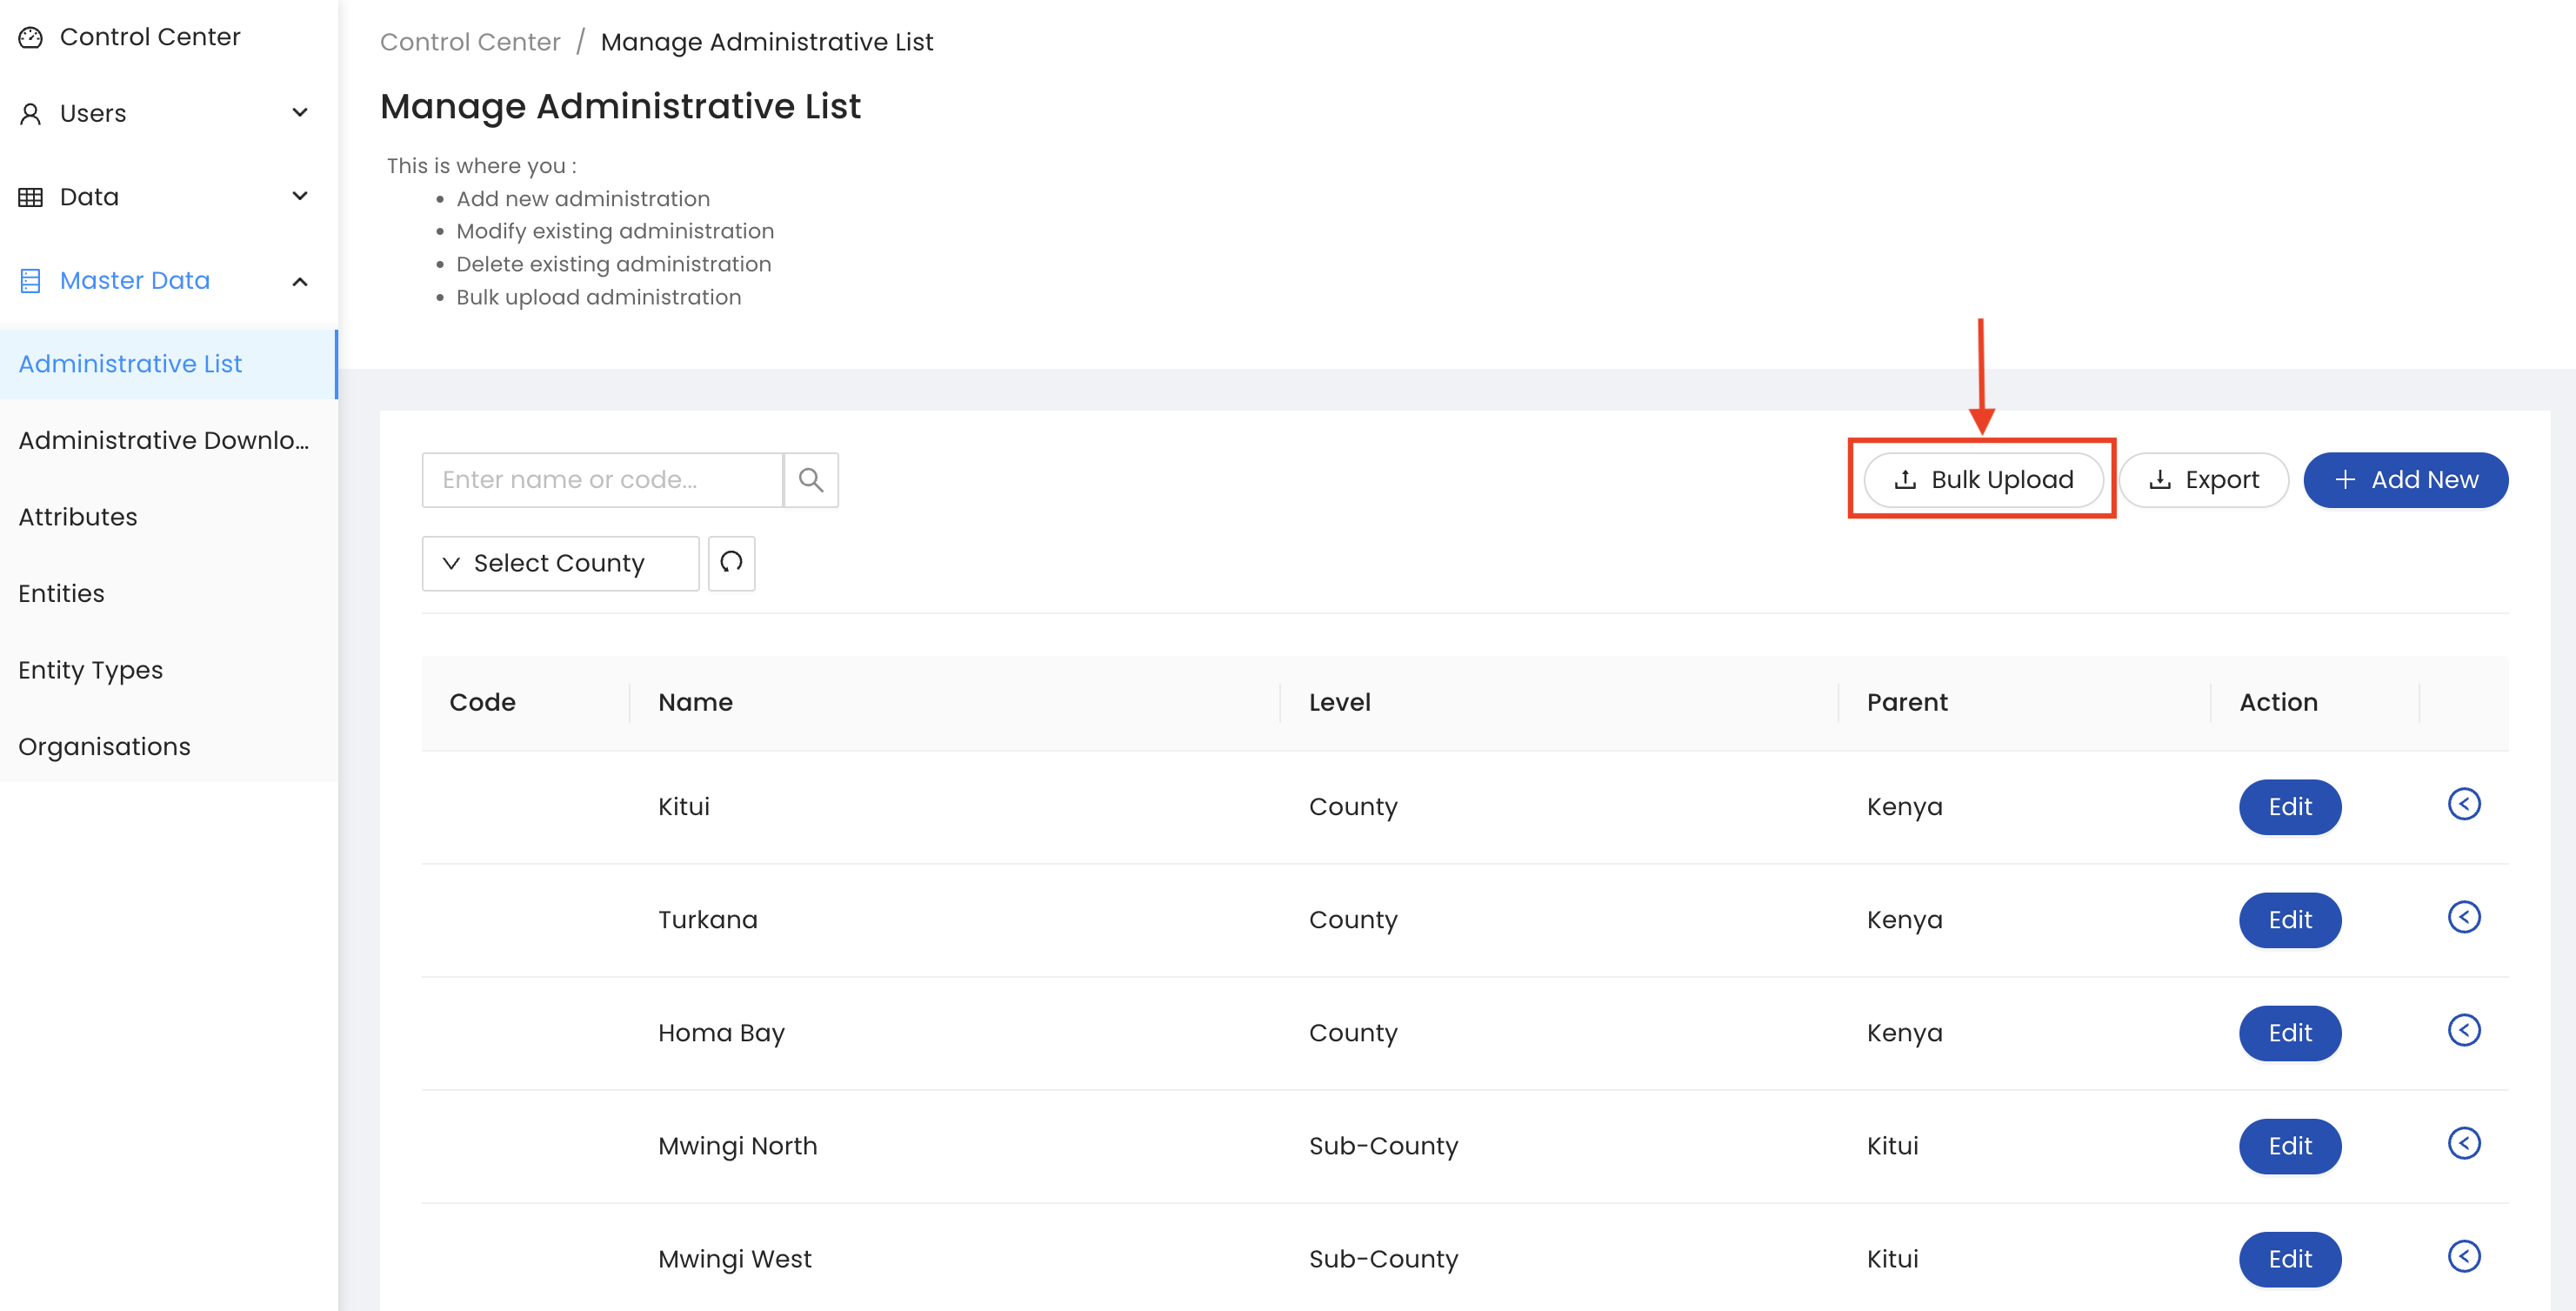 Control Center
Users
Data
Master Data
Administrative List
Administrative Downlo...
Attributes
Entities
Entity Types
Organisations
Control Center / Manage Administrative List
Manage Administrative List
This is where you :
• Add new administration
• Modify existing administration
• Delete existing administration
• Bulk upload administration
Enter name or code...
Bulk Upload
Export
Add New
Select County
Code Name Level Parent Action
Kitui County Kenya Edit
Turkana County Kenya Edit
Homa Bay County Kenya Edit
Mwingi North Sub-County Kitui Edit
Mwingi West Sub-County Kitui Edit